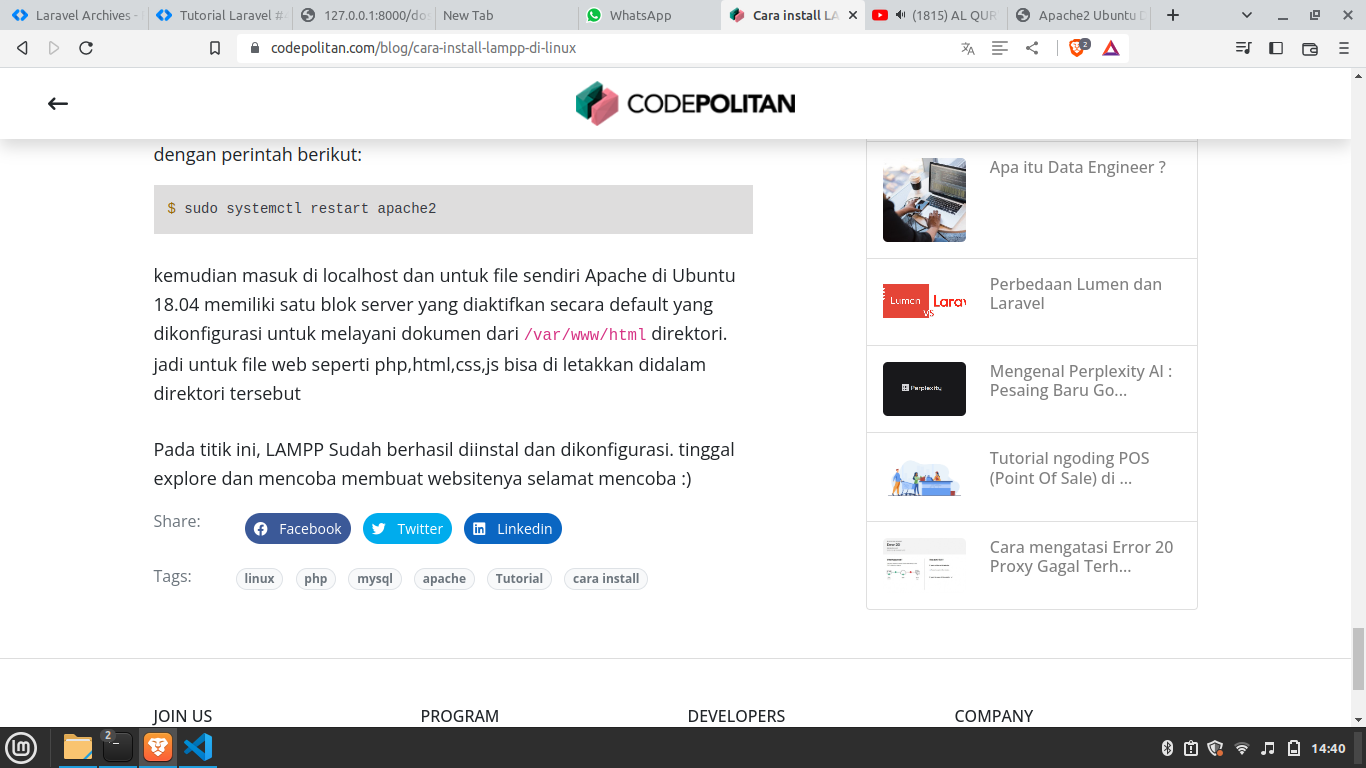 Laravel Archives -
Tutorial Laravel #4
127.0.0.1:8000/dos
New Tab
WhatsApp
Cara install LA
(1815) AL QUR
Apache2 Ubuntu D
codepolitan.com/blog/cara-install-lampp-di-linux
2
CODEPOLITAN
dengan perintah berikut:
$ sudo systemctl restart apache2
kemudian masuk di localhost dan untuk file sendiri Apache di Ubuntu
18.04 memiliki satu blok server yang diaktifkan secara default yang
dikonfigurasi untuk melayani dokumen dari /var/www/html direktori.
jadi untuk file web seperti php,html,css,js bisa di letakkan didalam
direktori tersebut
Pada titik ini, LAMPP Sudah berhasil diinstal dan dikonfigurasi. tinggal
explore dan mencoba membuat websitenya selamat mencoba :)
Share:
Facebook
Twitter
Linkedin
Tags:
linux
php
mysql
apache
Tutorial
cara install
Apa itu Data Engineer ?
Lumen
VS
Larav
Perbedaan Lumen dan
Laravel
Perplexity
Mengenal Perplexity AI :
Pesaing Baru Go...
Tutorial ngoding POS
(Point Of Sale) di ...
Cara mengatasi Error 20
Proxy Gagal Terh...
JOIN US
PROGRAM
DEVELOPERS
COMPANY
2
14:40